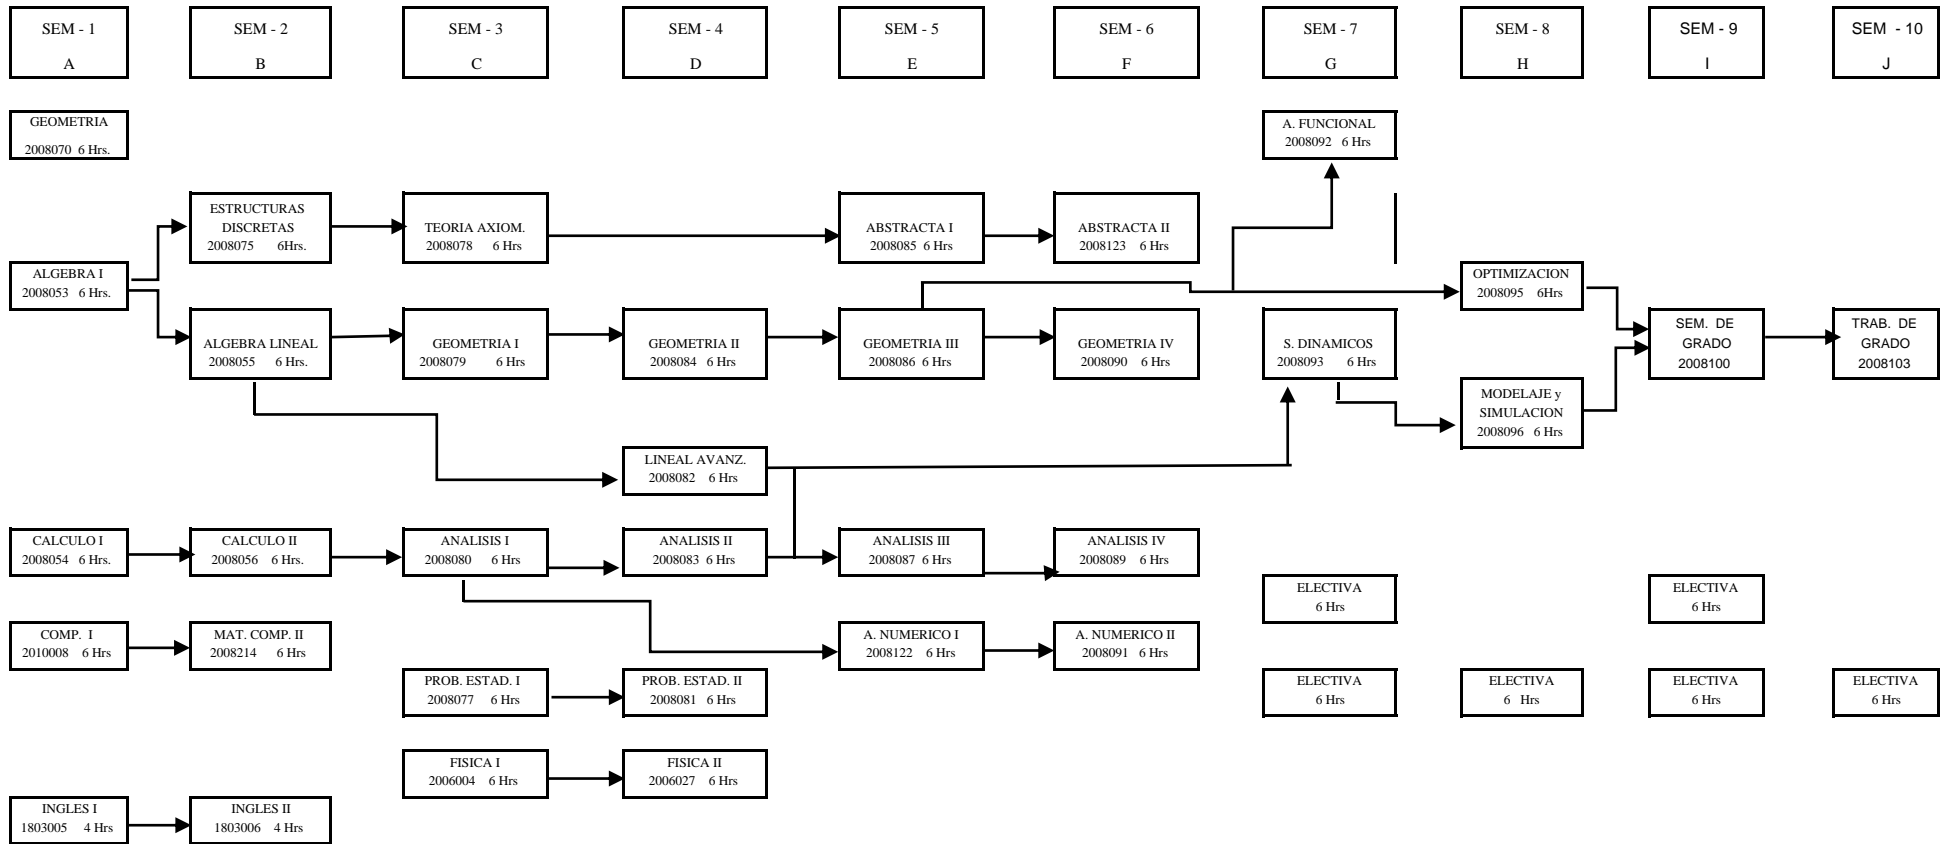 SEM - 1
A
SEM - 2
B
SEM - 3
C
SEM - 4
D
SEM - 5
E
SEM - 6
F
SEM - 7
G
SEM - 8
H
SEM - 9
I
SEM - 10
J
GEOMETRIA
2008070 6 Hrs.
A. FUNCIONAL
2008092 6 Hrs
ESTRUCTURAS
DISCRETAS
2008075 6Hrs.
TEORIA AXIOM.
2008078 6 Hrs
ABSTRACTA I
2008085 6 Hrs
ABSTRACTA II
2008123 6 Hrs
ALGEBRA I
2008053 6 Hrs.
OPTIMIZACION
2008095 6Hrs
ALGEBRA LINEAL
2008055 6 Hrs.
GEOMETRIA I
2008079 6 Hrs
GEOMETRIA II
2008084 6 Hrs
GEOMETRIA III
2008086 6 Hrs
GEOMETRIA IV
2008090 6 Hrs
S. DINAMICOS
2008093 6 Hrs
SEM. DE
GRADO
2008100
TRAB. DE
GRADO
2008103
MODELAJE y
SIMULACION
2008096 6 Hrs
LINEAL AVANZ.
2008082 6 Hrs
CALCULO I
2008054 6 Hrs.
CALCULO II
2008056 6 Hrs.
ANALISIS I
2008080 6 Hrs
ANALISIS II
2008083 6 Hrs
ANALISIS III
2008087 6 Hrs
ANALISIS IV
2008089 6 Hrs
ELECTIVA
6 Hrs
ELECTIVA
6 Hrs
COMP. I
2010008 6 Hrs
MAT. COMP. II
2008214 6 Hrs
A. NUMERICO I
2008122 6 Hrs
A. NUMERICO II
2008091 6 Hrs
PROB. ESTAD. I
2008077 6 Hrs
PROB. ESTAD. II
2008081 6 Hrs
ELECTIVA
6 Hrs
ELECTIVA
6 Hrs
ELECTIVA
6 Hrs
ELECTIVA
6 Hrs
FISICA I
2006004 6 Hrs
FISICA II
2006027 6 Hrs
INGLES I
1803005 4 Hrs
INGLES II
1803006 4 Hrs